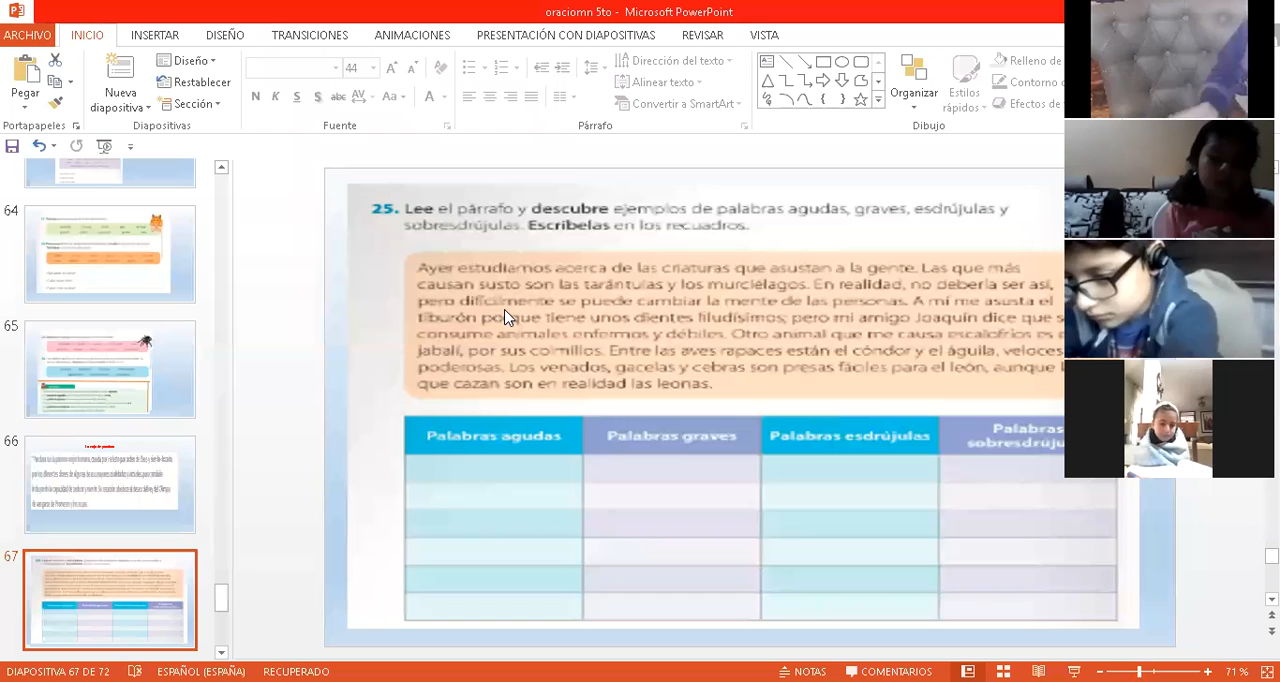 oraciomn 5to - Microsoft PowerPoint
ARCHIVO INICIO INSERTAR DISEÑO TRANSICIONES ANIMACIONES PRESENTACIÓN CON DIAPOSITIVAS REVISAR VISTA
Pegar
Nueva diapositiva
Diseño
Restablecer
Sección
44
N K S S abc AV Aa A
Dirección del texto
Alinear texto
Convertir a SmartArt
Organizar
Estilos rápidos
Relleno de
Contorno
Efectos de
Portapapeles Diapositivas Fuente Párrafo Dibujo
64
65
66
67
25. Lee el párrafo y descubre ejemplos de palabras agudas, graves, esdrújulas y
sobresdrújulas. Escríbelas en los recuadros.
Ayer estudiamos acerca de las criaturas que asustan a la gente. Las que más
causan susto son las tarántulas y los murciélagos. En realidad, no debería ser así,
pero difícilmente se puede cambiar la mente de las personas. A mí me asusta el
tiburón porque tiene unos dientes filudísimos; pero mi amigo Joaquín dice que s
consume animales enfermos y débiles. Otro animal que me causa escalofríos es e
jabalí, por sus colmillos. Entre las aves rapaces están el cóndor y el águila, veloces
poderosas. Los venados, gacelas y cebras son presas fáciles para el león, aunque l
que cazan son en realidad las leonas.
Palabras agudas Palabras graves Palabras esdrújulas Palabras
sobresdrúju
DIAPOSITIVA 67 DE 72 ESPAÑOL (ESPAÑA) RECUPERADO NOTAS COMENTARIOS 71 %